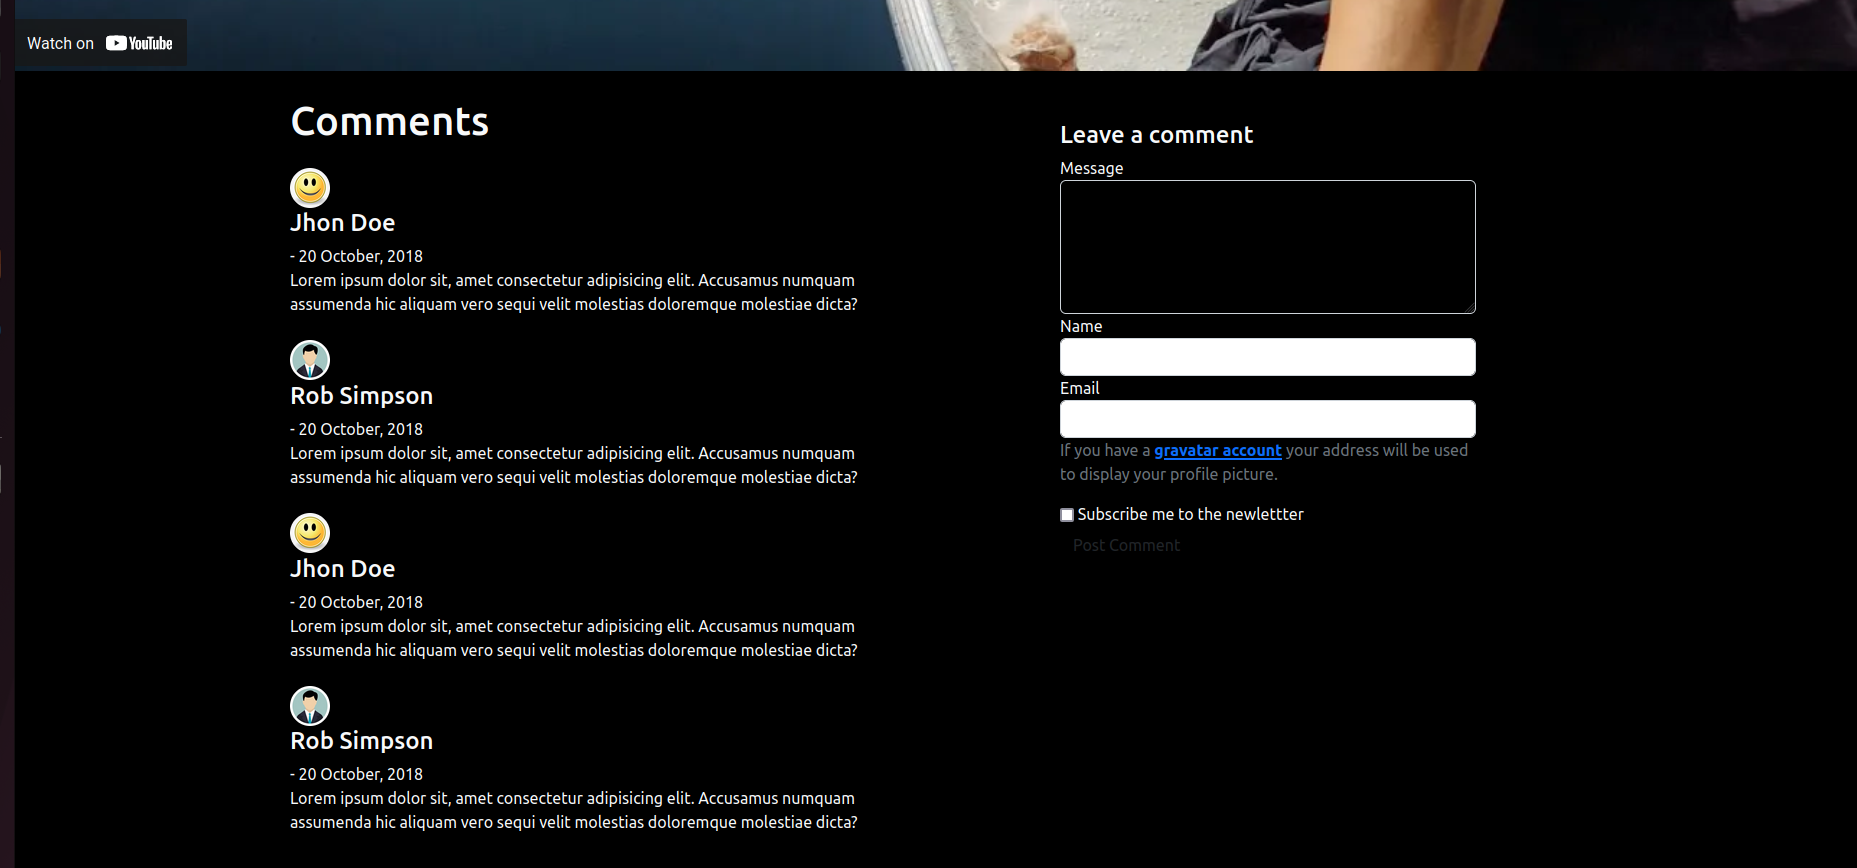 Watch on YouTube
Comments
Jhon Doe
- 20 October, 2018
Lorem ipsum dolor sit, amet consectetur adipisicing elit. Accusamus numquam
assumenda hic aliquam vero sequi velit molestias doloremque molestiae dicta?
Rob Simpson
- 20 October, 2018
Lorem ipsum dolor sit, amet consectetur adipisicing elit. Accusamus numquam
assumenda hic aliquam vero sequi velit molestias doloremque molestiae dicta?
Jhon Doe
- 20 October, 2018
Lorem ipsum dolor sit, amet consectetur adipisicing elit. Accusamus numquam
assumenda hic aliquam vero sequi velit molestias doloremque molestiae dicta?
Rob Simpson
- 20 October, 2018
Lorem ipsum dolor sit, amet consectetur adipisicing elit. Accusamus numquam
assumenda hic aliquam vero sequi velit molestias doloremque molestiae dicta?
Leave a comment
Message
Name
Email
If you have a gravatar account your address will be used
to display your profile picture.
Subscribe me to the newlettter
Post Comment